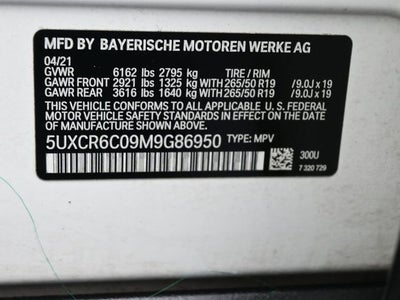 MFD BY BAYERISCHE MOTOREN WERKE AG
04/21
GVWR 6162 lbs 2795 kg TIRE / RIM
GAWR FRONT 2921 lbs 1325 kg WITH 265/50 R19 /9.0J x 19
GAWR REAR 3616 lbs 1640 kg WITH 265/50 R19 /9.0J x 19
THIS VEHICLE CONFORMS TO ALL APPLICABLE U. S. FEDERAL
MOTOR VEHICLE SAFETY STANDARDS IN EFFECT ON THE DATE OF
MANUFACTURE SHOWN ABOVE.
5UXCR6C09M9G86950 TYPE: MPV
300U
7 320 729